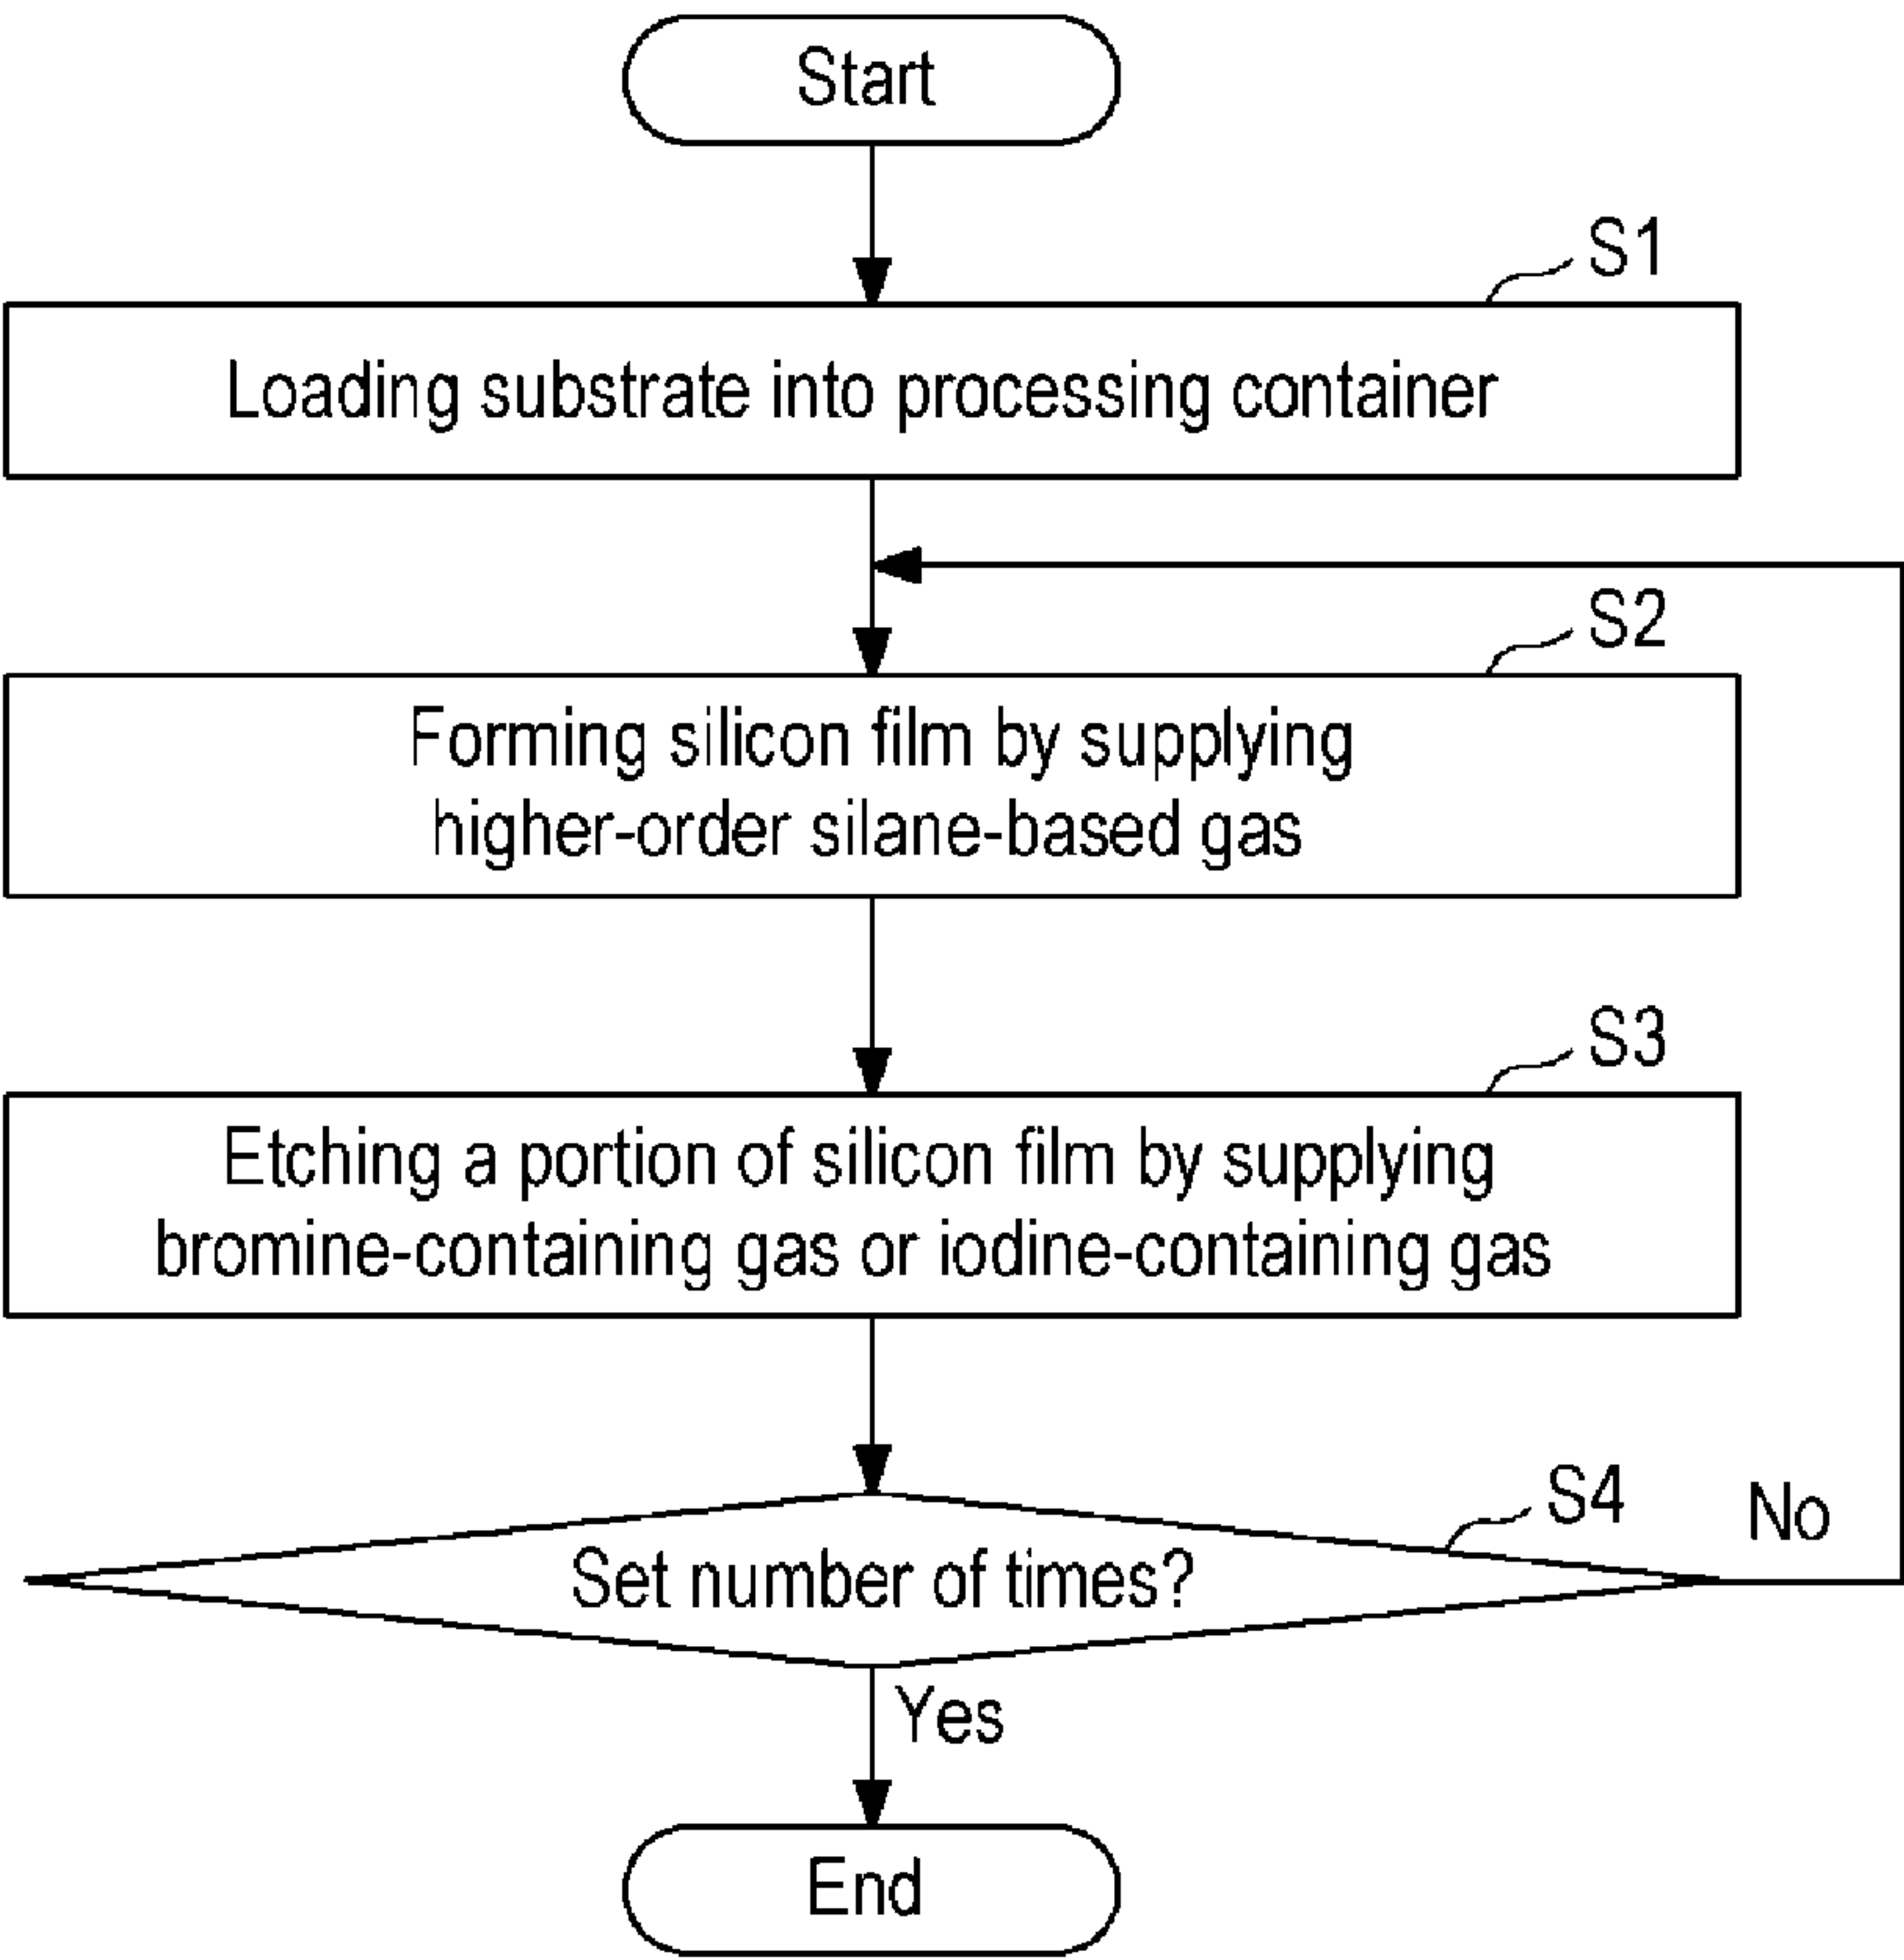 Start
S1
Loading substrate into processing container
S2
Forming silicon film by supplying
higher-order silane-based gas
S3
Etching a portion of silicon film by supplying
bromine-containing gas or iodine-containing gas
S4
No
Set number of times?
Yes
End